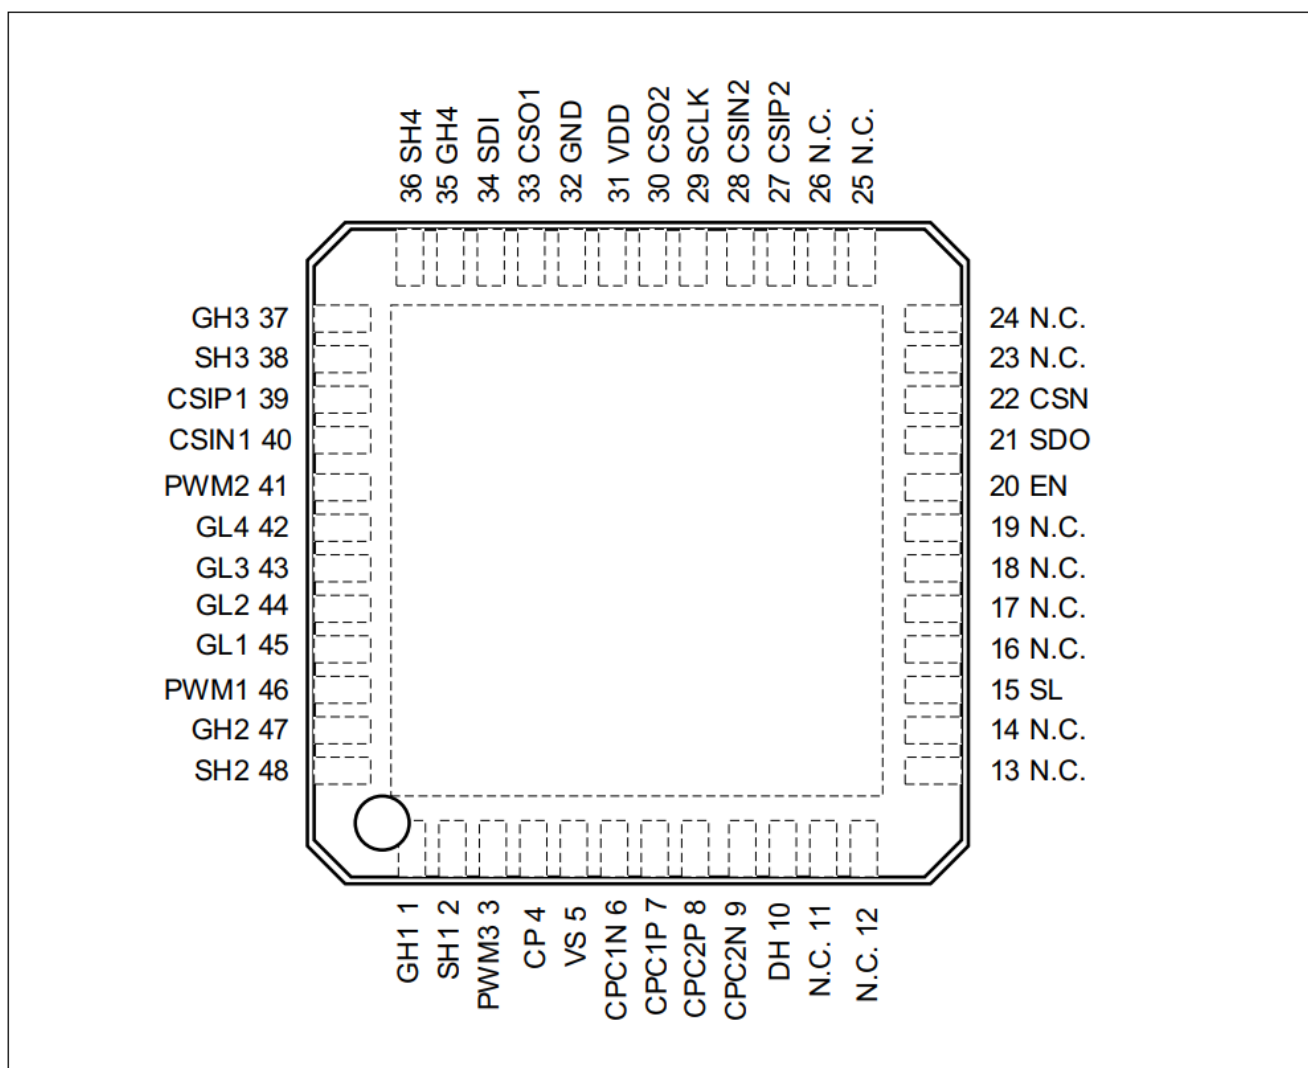 36 SH4
35 GH4
34 SDI
33 CSO1
32 GND
31 VDD
30 CSO2
29 SCLK
28 CSIN2
27 CSIP2
26 N.C.
25 N.C.
GH3 37
SH3 38
CSIP1 39
CSIN1 40
PWM2 41
GL4 42
GL3 43
GL2 44
GL1 45
PWM1 46
GH2 47
SH2 48
24 N.C.
23 N.C.
22 CSN
21 SDO
20 EN
19 N.C.
18 N.C.
17 N.C.
16 N.C.
15 SL
14 N.C.
13 N.C.
GH1 1
SH1 2
PWM3 3
CP 4
VS 5
CPC1N 6
CPC1P 7
CPC2P 8
CPC2N 9
DH 10
N.C. 11
N.C. 12